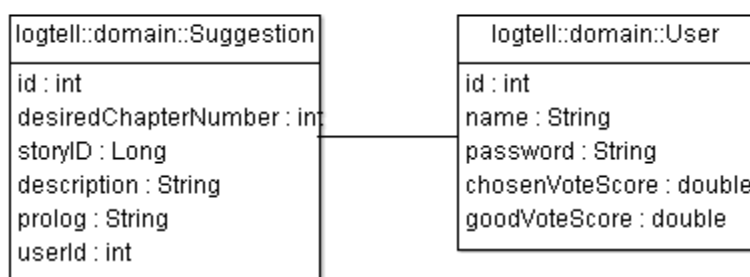 logtell::domain::Suggestion
id : int
desiredChapterNumber : int
storyID : Long
description : String
prolog : String
userId : int
logtell::domain::User
id : int
name : String
password : String
chosenVoteScore : double
goodVoteScore : double